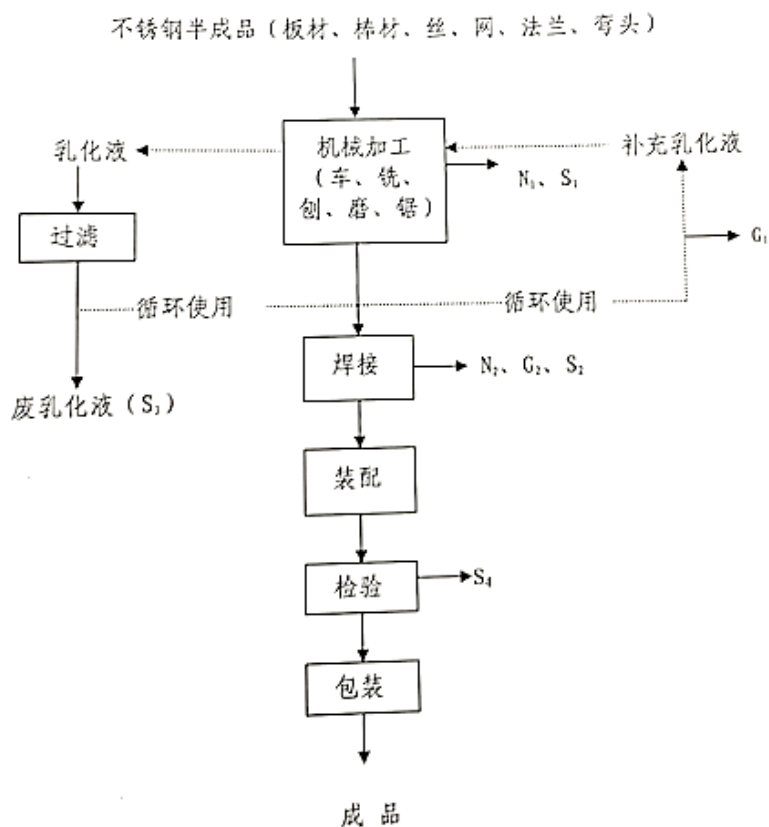 不锈钢半成品（板材、棒材、丝、网、法兰、弯头）
乳化液
机械加工
（车、铣、
刨、磨、锯）
补充乳化液
N₁、S₁
过滤
G₁
循环使用
循环使用
焊接
N₂、G₂、S₂
废乳化液（S₃）
装配
检验
S₄
包装
成 品